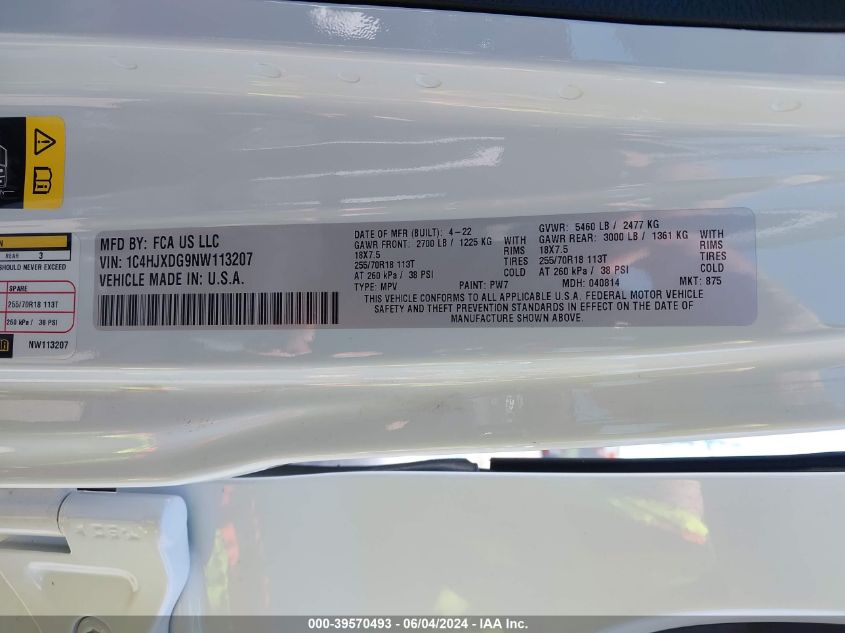 MFD BY: FCA US LLC
VIN: 1C4HJXDG9NW113207
VEHICLE MADE IN: U.S.A.
DATE OF MFR (BUILT): 4-22
GAWR FRONT: 2700 LB / 1225 KG WITH
18X7.5 RIMS
255/70R18 113T TIRES
AT 260 kPa / 38 PSI COLD
TYPE: MPV PAINT: PW7
GVWR: 5460 LB / 2477 KG
GAWR REAR: 3000 LB / 1361 KG WITH
18X7.5 RIMS
255/70R18 113T TIRES
AT 260 kPa / 38 PSI COLD
MDH: 040814 MKT: 875
THIS VEHICLE CONFORMS TO ALL APPLICABLE U.S.A. FEDERAL MOTOR VEHICLE
SAFETY AND THEFT PREVENTION STANDARDS IN EFFECT ON THE DATE OF
MANUFACTURE SHOWN ABOVE.
REAR 3
SHOULD NEVER EXCEED
SPARE
255/70R18 113T
260 kPa / 38 PSI
NW113207
000-39570493 - 06/04/2024 - IAA Inc.